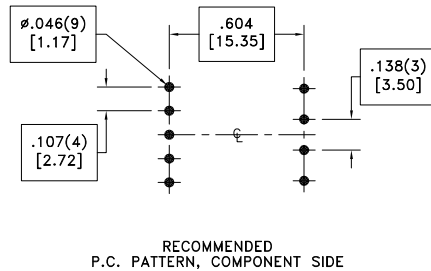 ø.046(9)
[1.17]
.604
[15.35]
.138(3)
[3.50]
.107(4)
[2.72]
℄
RECOMMENDED
P.C. PATTERN, COMPONENT SIDE